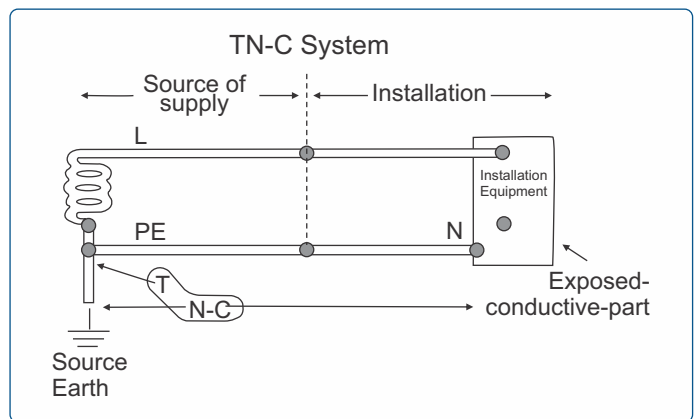 TN-C System
Source of
supply
Installation
L
Installation
Equipment
PE
N
T
N-C
Exposed-
conductive-part
Source
Earth